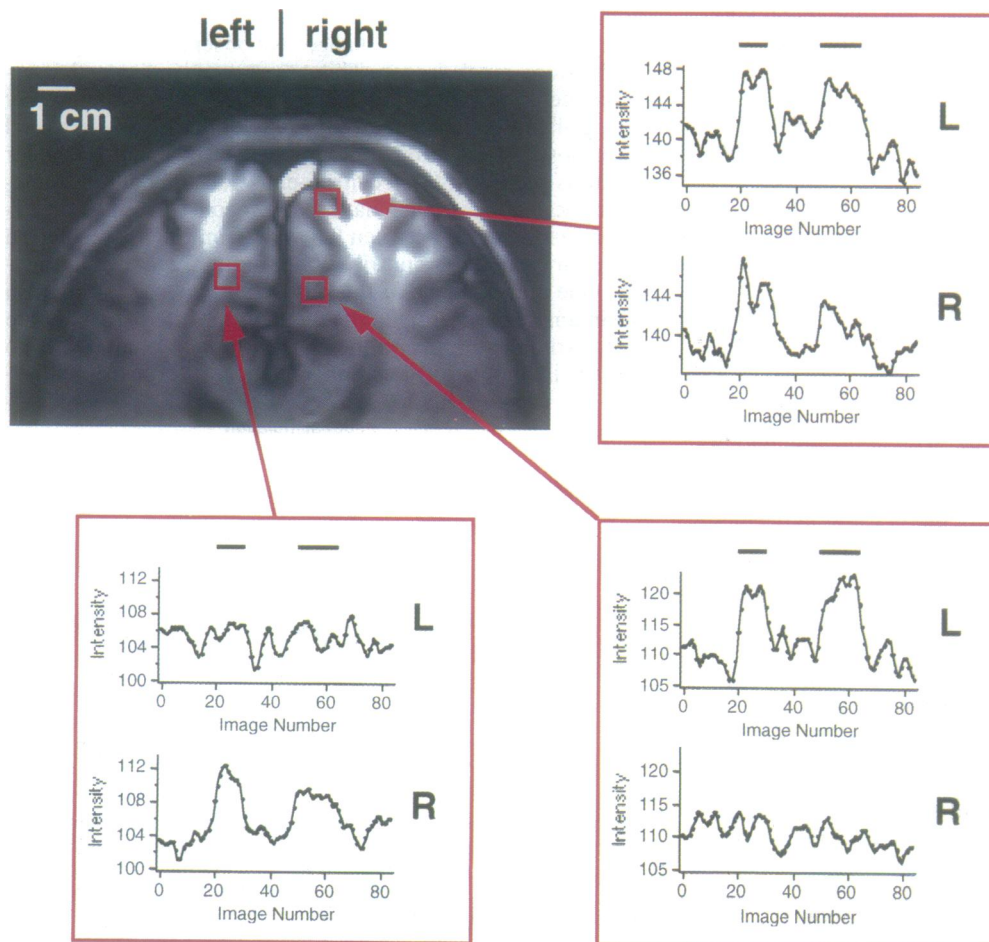 left | right
1 cm
L
Intensity
148
144
140
136
0 20 40 60 80
Image Number
R
Intensity
144
140
0 20 40 60 80
Image Number
L
Intensity
112
108
104
100
0 20 40 60 80
Image Number
R
Intensity
112
108
104
100
0 20 40 60 80
Image Number
L
Intensity
120
115
110
105
0 20 40 60 80
Image Number
R
Intensity
120
115
110
105
0 20 40 60 80
Image Number